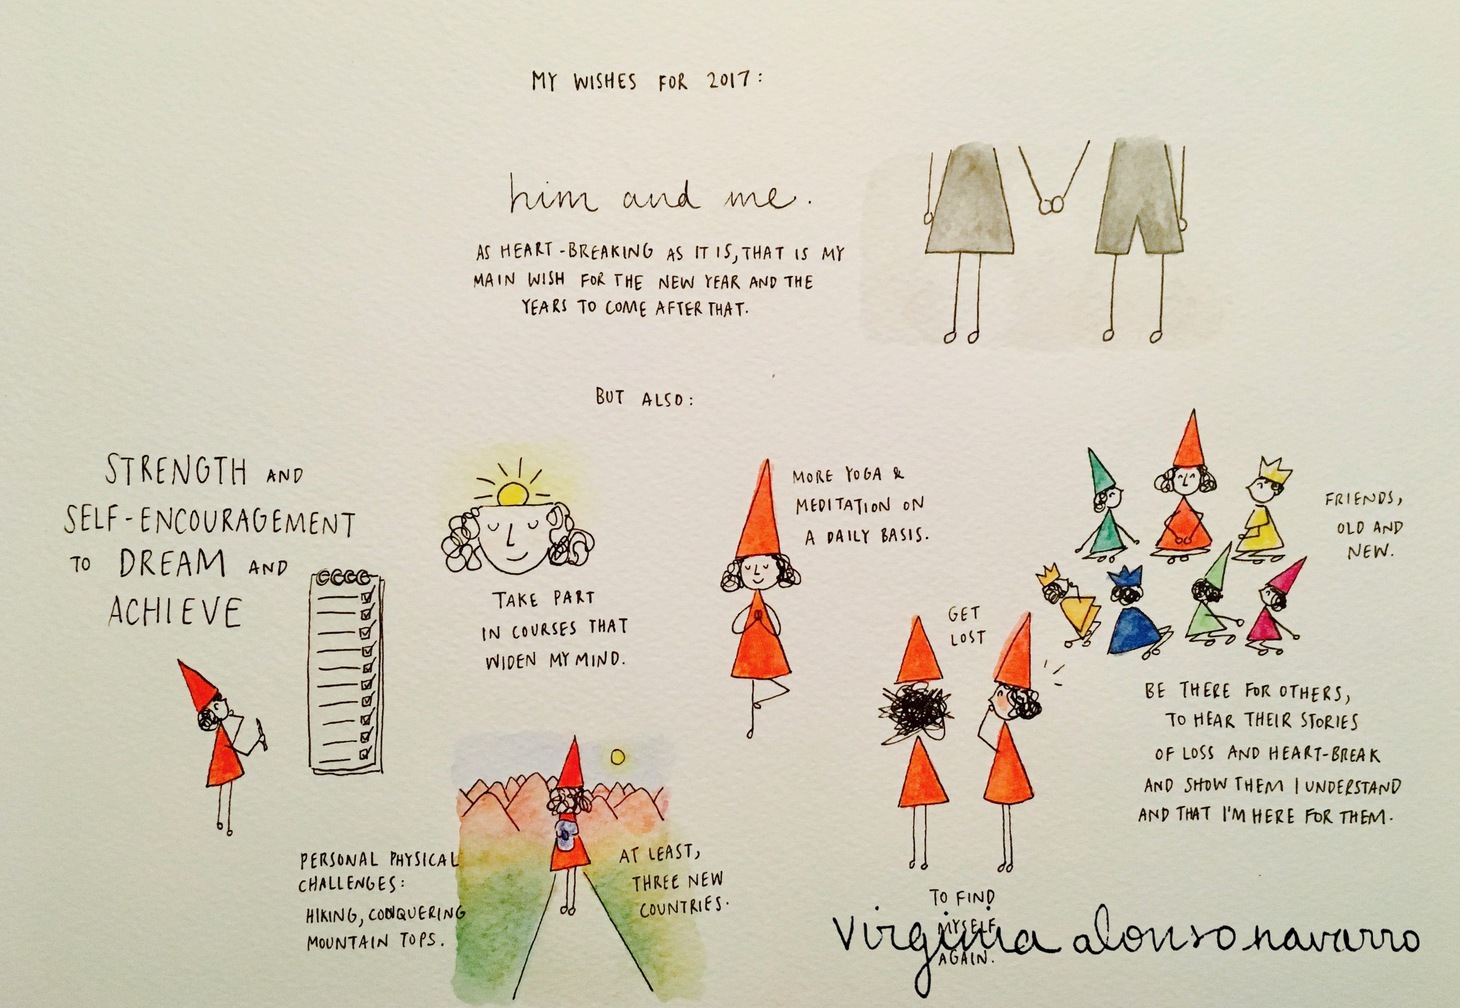 MY WISHES FOR 2017:
him and me.
AS HEART-BREAKING AS IT IS, THAT IS MY
MAIN WISH FOR THE NEW YEAR AND THE
YEARS TO COME AFTER THAT.
BUT ALSO:
STRENGTH AND
SELF-ENCOURAGEMENT
TO DREAM AND
ACHIEVE
TAKE PART
IN COURSES THAT
WIDEN MY MIND.
MORE YOGA &
MEDITATION ON
A DAILY BASIS.
FRIENDS,
OLD AND
NEW.
BE THERE FOR OTHERS,
TO HEAR THEIR STORIES
OF LOSS AND HEART-BREAK
AND SHOW THEM I UNDERSTAND
AND THAT I'M HERE FOR THEM.
PERSONAL PHYSICAL
CHALLENGES:
HIKING, CONQUERING
MOUNTAIN TOPS.
AT LEAST,
THREE NEW
COUNTRIES.
GET
LOST
TO FIND
MYSELF
AGAIN.
virginia alonso navarro